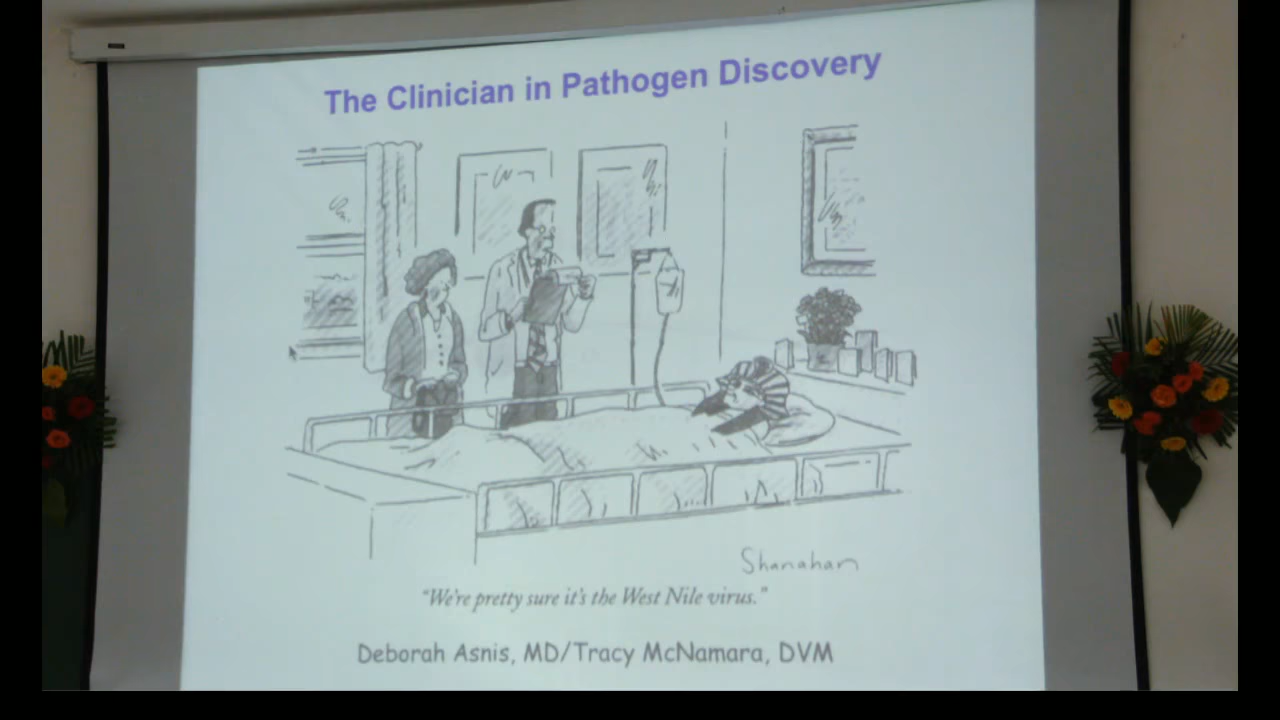 The Clinician in Pathogen Discovery
Shanahan
"We're pretty sure it's the West Nile virus."
Deborah Asnis, MD/Tracy McNamara, DVM